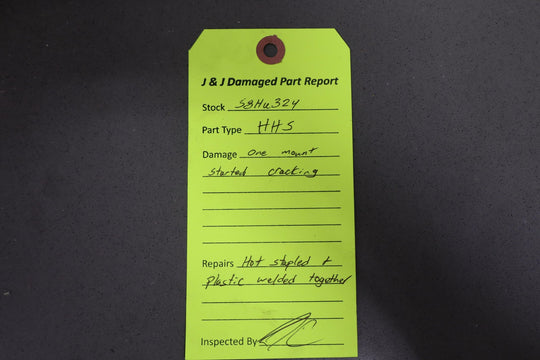 J & J Damaged Part Report
Stock S8Hu324
Part Type HHS
Damage one mount
started cracking
Repairs Hot stapled +
plastic welded together
Inspected By